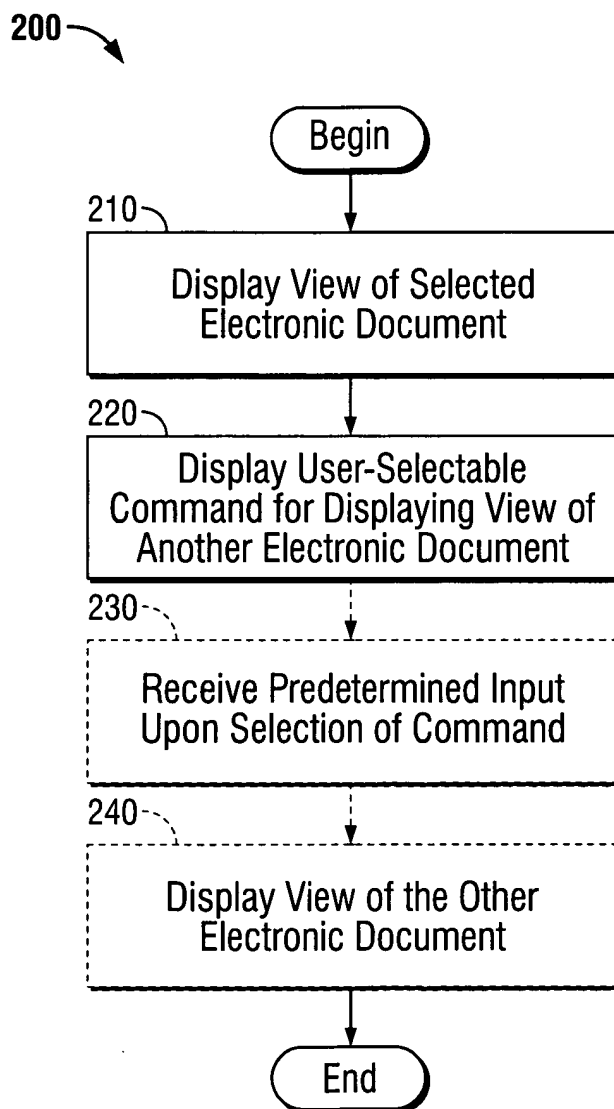 200
Begin
210
Display View of Selected
Electronic Document
220
Display User-Selectable
Command for Displaying View of
Another Electronic Document
230
Receive Predetermined Input
Upon Selection of Command
240
Display View of the Other
Electronic Document
End